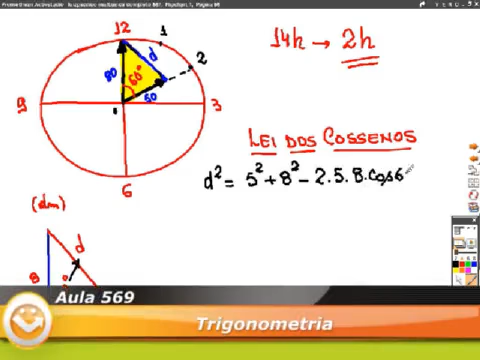 12
1
14h → 2h
80
d
2
60°
50
9
3
LEI DOS COSSENOS
d² = 5² + 8² - 2.5.8.cos6
6
(dm)
d
8
Aula 569
Trigonometria